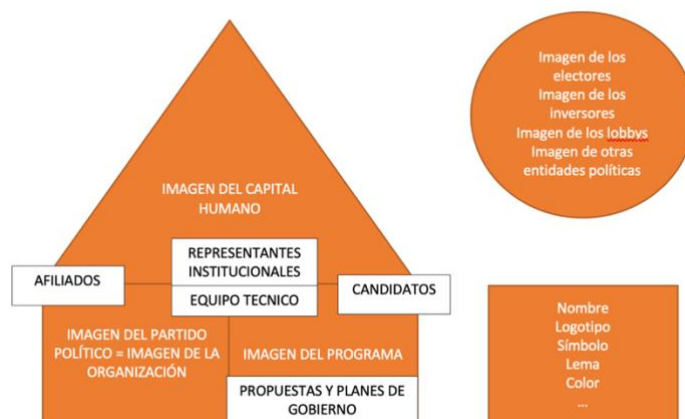 IMAGEN DEL CAPITAL
HUMANO
REPRESENTANTES
INSTITUCIONALES
AFILIADOS
EQUIPO TECNICO
CANDIDATOS
IMAGEN DEL PARTIDO
POLÍTICO = IMAGEN DE LA
ORGANIZACIÓN
IMAGEN DEL PROGRAMA
PROPUESTAS Y PLANES DE
GOBIERNO
Imagen de los
electores
Imagen de los
inversores
Imagen de los lobbys
Imagen de otras
entidades políticas
Nombre
Logotipo
Símbolo
Lema
Color
...